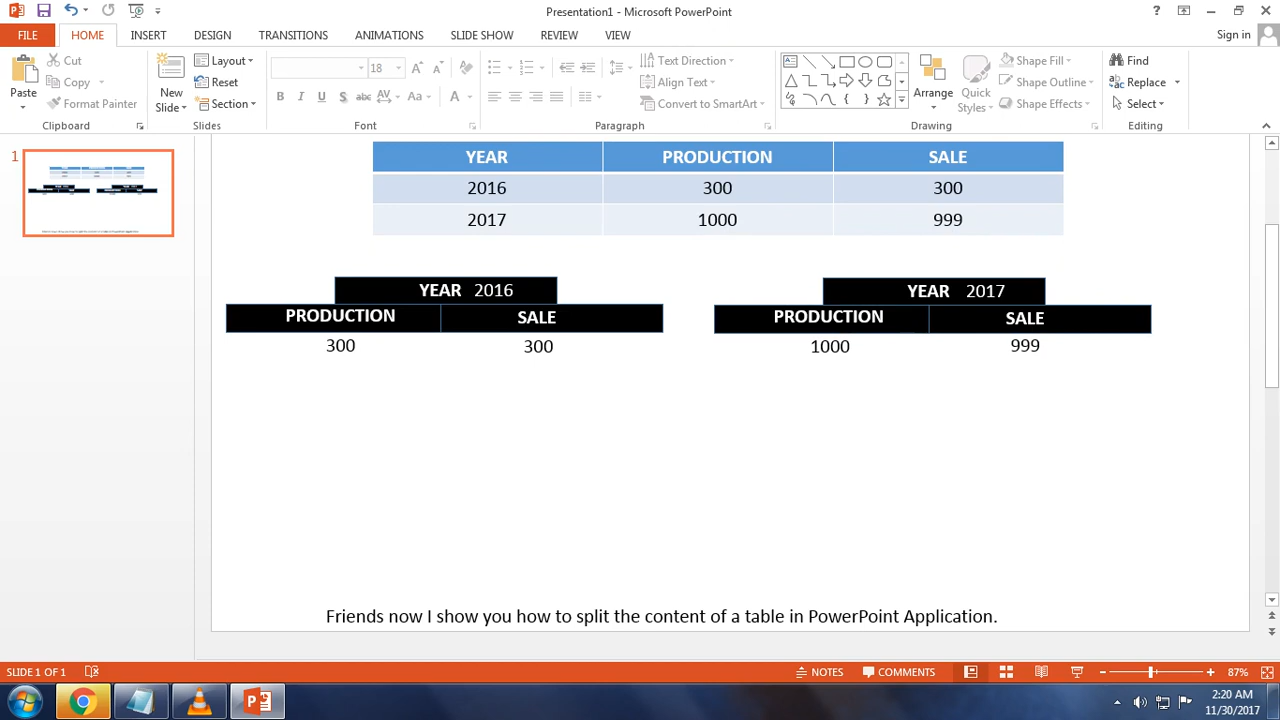 Presentation1 - Microsoft PowerPoint
?
FILE HOME INSERT DESIGN TRANSITIONS ANIMATIONS SLIDE SHOW REVIEW VIEW Sign in
Paste Cut Copy Format Painter
New Slide Layout Reset Section
18 A A B I U S abc AV Aa A
Text Direction Align Text Convert to SmartArt
Arrange Quick Styles Shape Fill Shape Outline Shape Effects
Find Replace Select
Clipboard Slides Font Paragraph Drawing Editing
1
YEAR PRODUCTION SALE
2016 300 300
2017 1000 999
YEAR 2016
PRODUCTION SALE
300 300
YEAR 2017
PRODUCTION SALE
1000 999
Friends now I show you how to split the content of a table in PowerPoint Application.
SLIDE 1 OF 1 NOTES COMMENTS 87%
2:20 AM
11/30/2017